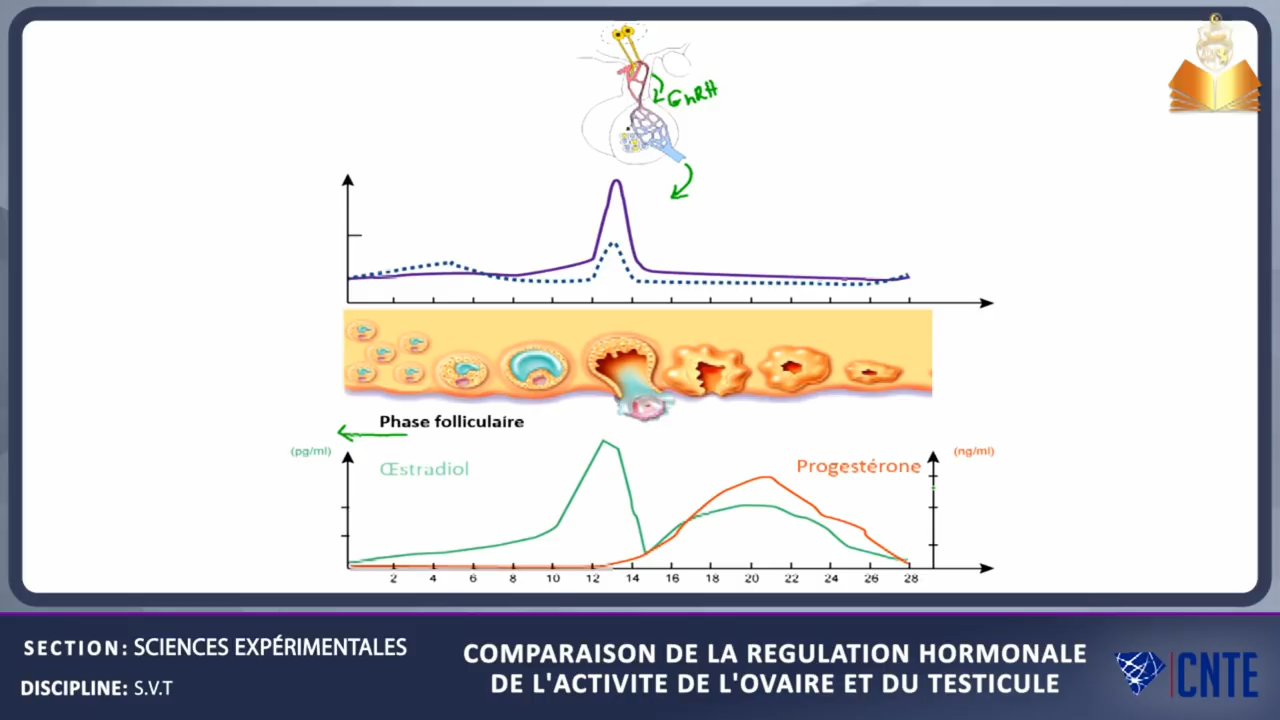 GnRH
Phase folliculaire
(pg/ml)
Œstradiol
Progestérone
(ng/ml)
2 4 6 8 10 12 14 16 18 20 22 24 26 28
SECTION: SCIENCES EXPÉRIMENTALES
DISCIPLINE: S.V.T
COMPARAISON DE LA REGULATION HORMONALE
DE L'ACTIVITE DE L'OVAIRE ET DU TESTICULE
CNTE